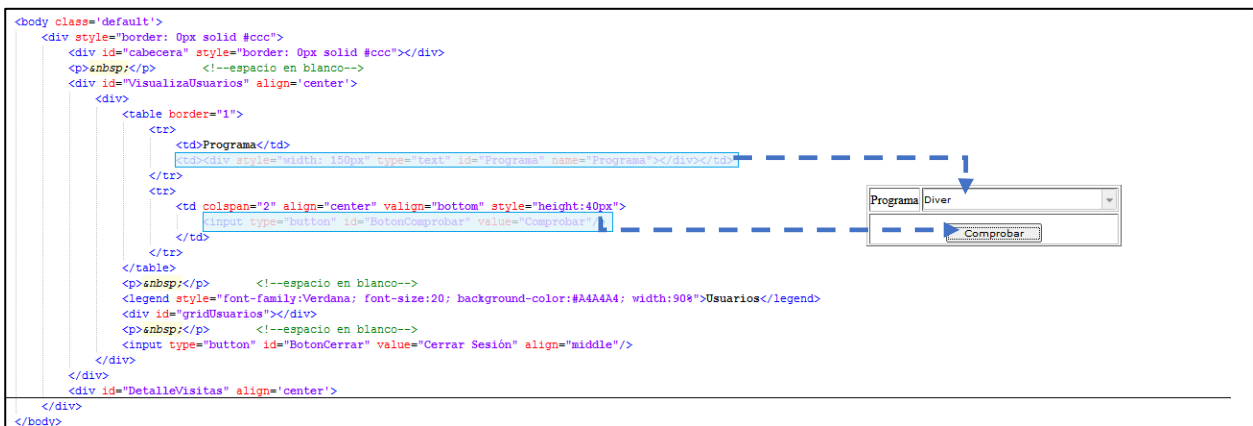 <body class='default'>
<div style="border: 0px solid #ccc">
<div id="cabecera" style="border: 0px solid #ccc"></div>
<p>&nbsp;</p> <!--espacio en blanco-->
<div id="VisualizaUsuarios" align='center'>
<div>
<table border="1">
<tr>
<td>Programa</td>
<td><div style="width: 150px" type="text" id="Programa" name="Programa"></div></td>
</tr>
<tr>
<td colspan="2" align="center" valign="bottom" style="height:40px">
<input type="button" id="BotonComprobar" value="Comprobar"/>
</td>
</tr>
</table>
<p>&nbsp;</p> <!--espacio en blanco-->
<legend style="font-family:Verdana; font-size:20; background-color:#A4A4A4; width:90%">Usuarios</legend>
<div id="gridUsuarios"></div>
<p>&nbsp;</p> <!--espacio en blanco-->
<input type="button" id="BotonCerrar" value="Cerrar Sesión" align="middle"/>
</div>
</div>
<div id="DetalleVisitas" align='center'>
</div>
</body>
Programa Diver
Comprobar